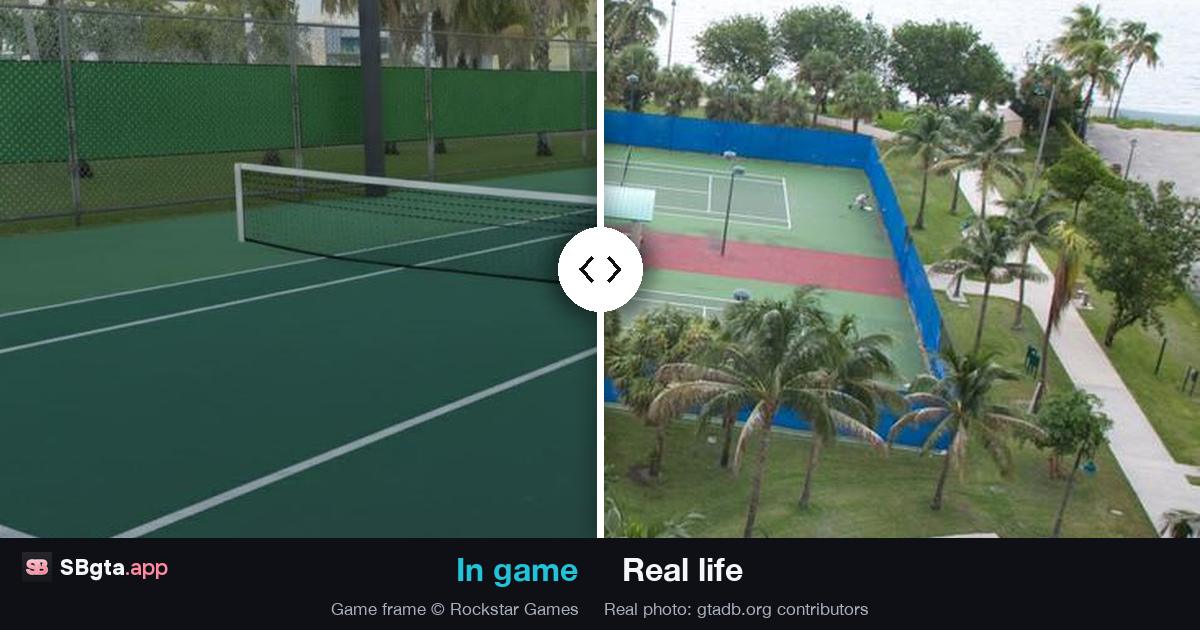 SB SBgta.app
In game
Real life
Game frame © Rockstar Games
Real photo: gtadb.org contributors